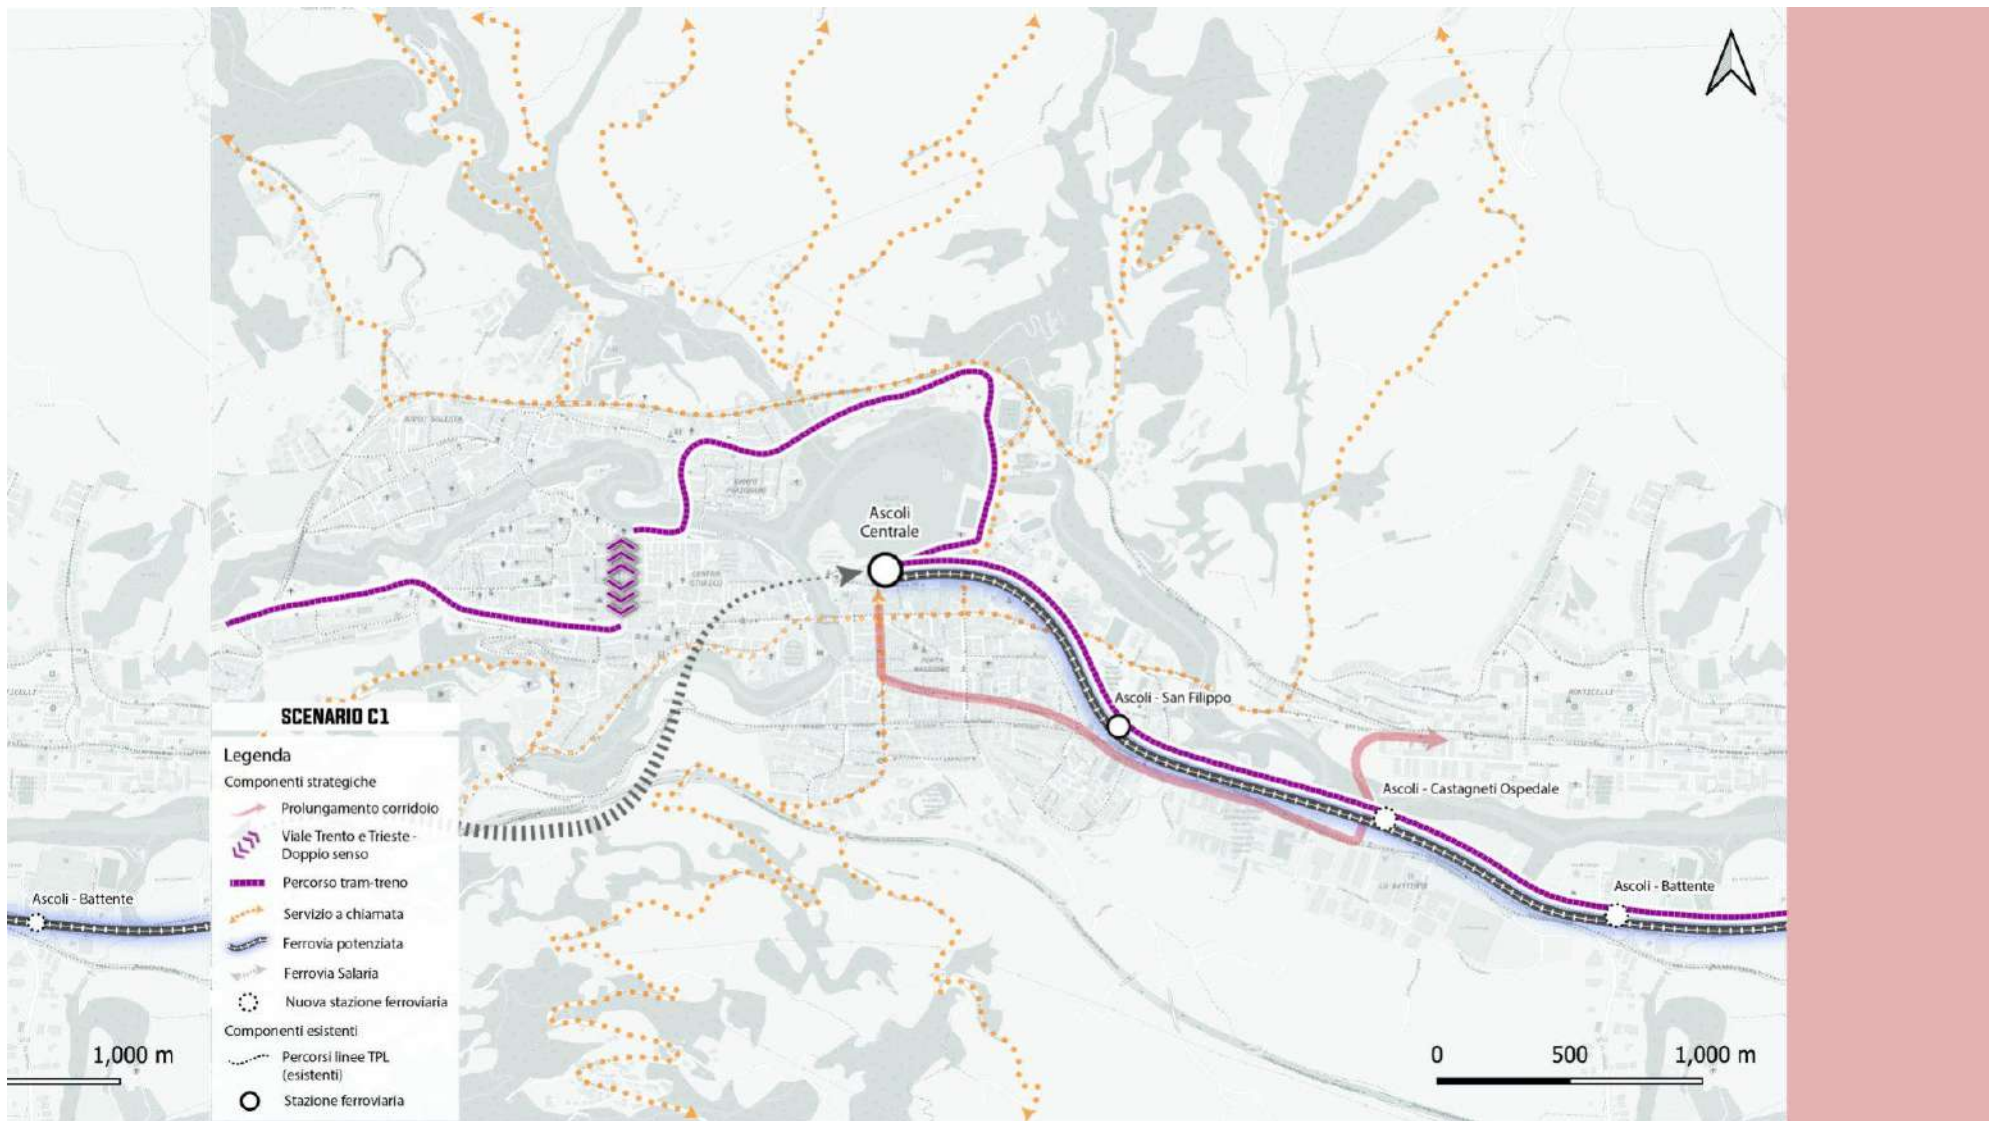 Ascoli
Centrale
Ascoli - San Filippo
Ascoli - Castagneti Ospedale
Ascoli - Battente
Ascoli - Battente
SCENARIO C1
Legenda
Componenti strategiche
Prolungamento corridoio
Viale Trento e Trieste -
Doppio senso
Percorso tram-treno
Servizio a chiamata
Ferrovia potenziata
Ferrovia Salaria
Nuova stazione ferroviaria
Componenti esistenti
Percorsi linee TPL
(esistenti)
Stazione ferroviaria
1,000 m
0 500 1,000 m